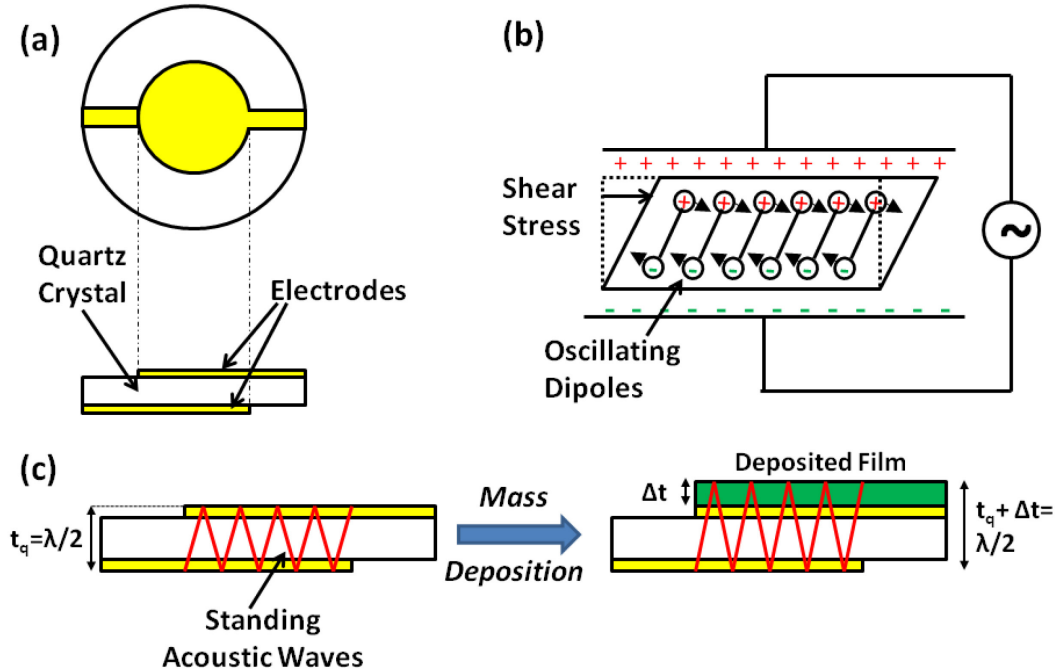 (a)
Quartz
Crystal
Electrodes
(b)
+ + + + + + + + + + + +
Shear
Stress
+ + + + + +
- - - - - -
~
- - - - - - - - - - - - -
Oscillating
Dipoles
(c)
tq=λ/2
Standing
Acoustic Waves
Mass
Deposition
Deposited Film
Δt
tq+ Δt=
λ/2